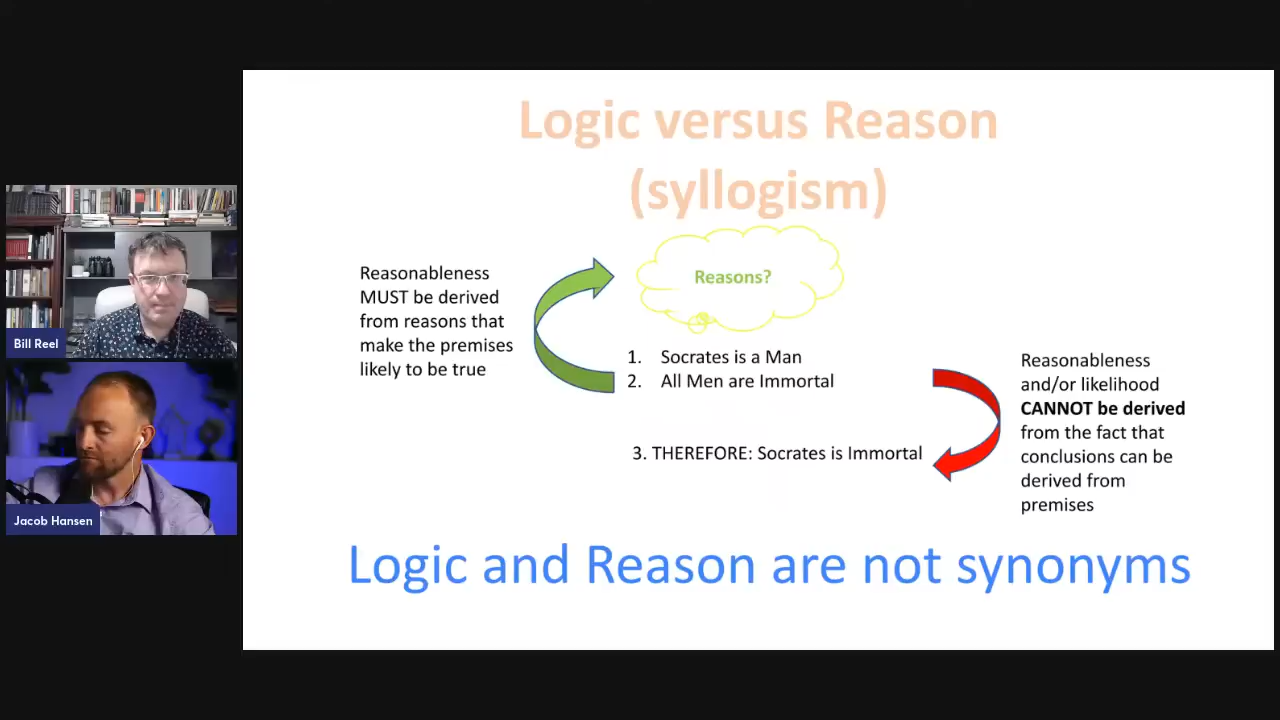 Logic versus Reason
(syllogism)
Reasons?
Reasonableness
MUST be derived
from reasons that
make the premises
likely to be true
1. Socrates is a Man
2. All Men are Immortal
3. THEREFORE: Socrates is Immortal
Reasonableness
and/or likelihood
CANNOT be derived
from the fact that
conclusions can be
derived from
premises
Logic and Reason are not synonyms
Bill Reel
Jacob Hansen